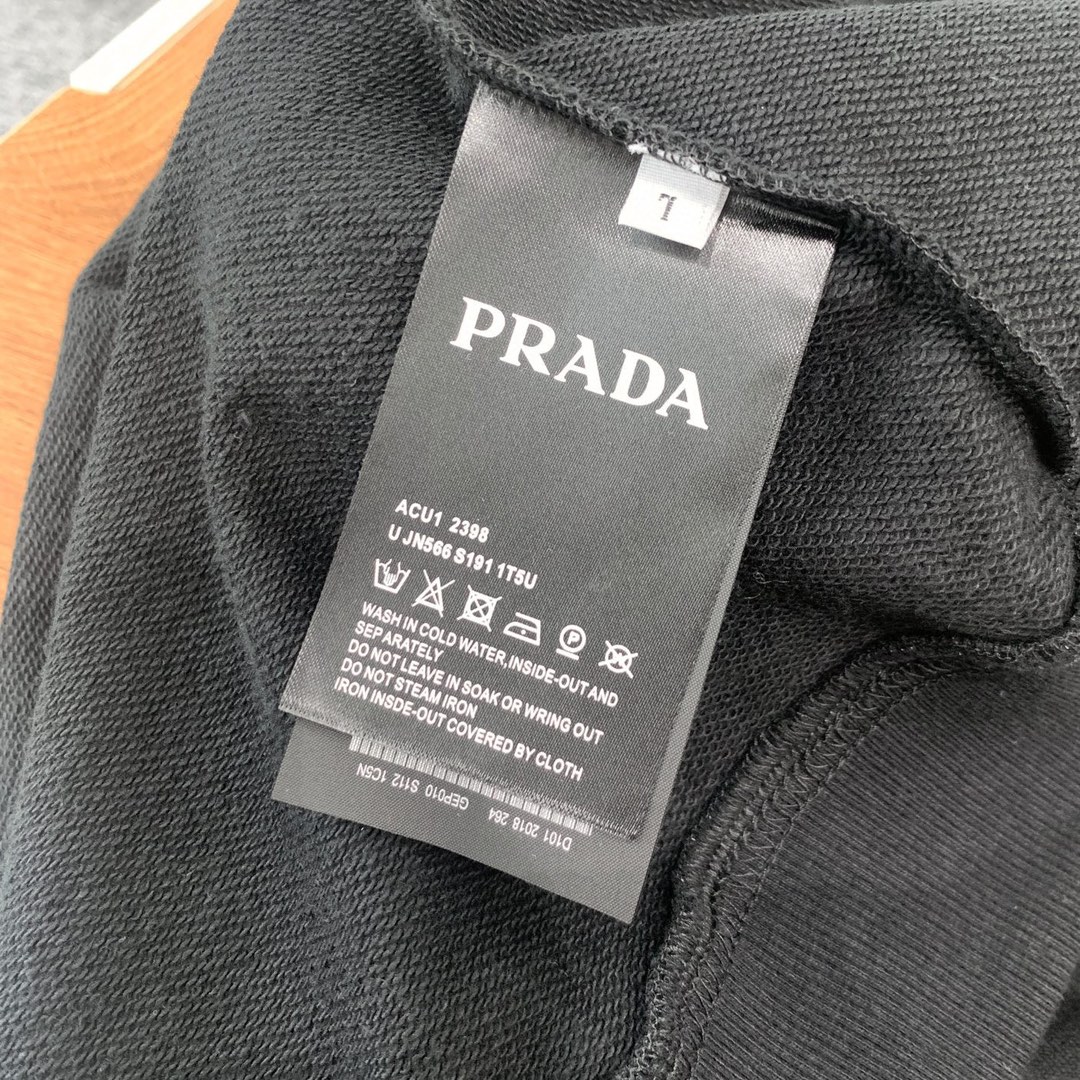 T
PRADA
ACU1 2398
U JN566 S191 1T5U
P
WASH IN COLD WATER,INSIDE-OUT AND
SEP ARATELY
DO NOT LEAVE IN SOAK OR WRING OUT
DO NOT STEAM IRON
IRON INSDE-OUT COVERED BY CLOTH
D101 2018 264 GEP010 S112 1C5N